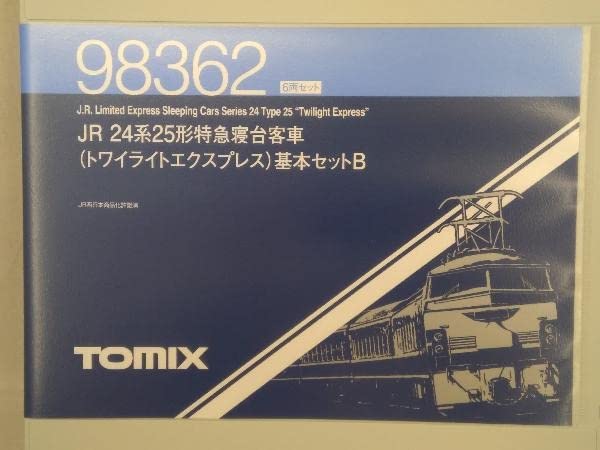 98362
6両セット
J.R. Limited Express Sleeping Cars Series 24 Type 25 "Twilight Express"
JR 24系25形特急寝台客車
(トワイライトエクスプレス)基本セットB
JR西日本商品化許諾済
TOMIX